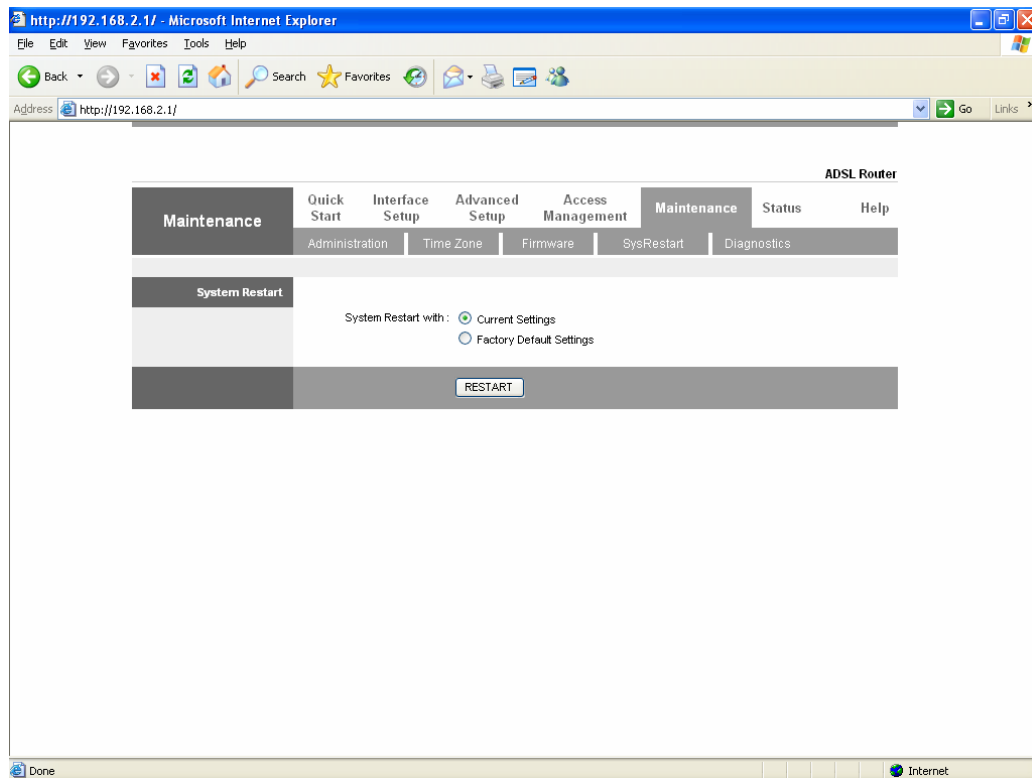 http://192.168.2.1/ - Microsoft Internet Explorer
File Edit View Favorites Tools Help
Back Search Favorites
Address http://192.168.2.1/ Go Links
ADSL Router
Maintenance
Quick Start Interface Setup Advanced Setup Access Management Maintenance Status Help
Administration Time Zone Firmware SysRestart Diagnostics
System Restart
System Restart with : Current Settings
Factory Default Settings
RESTART
Done Internet